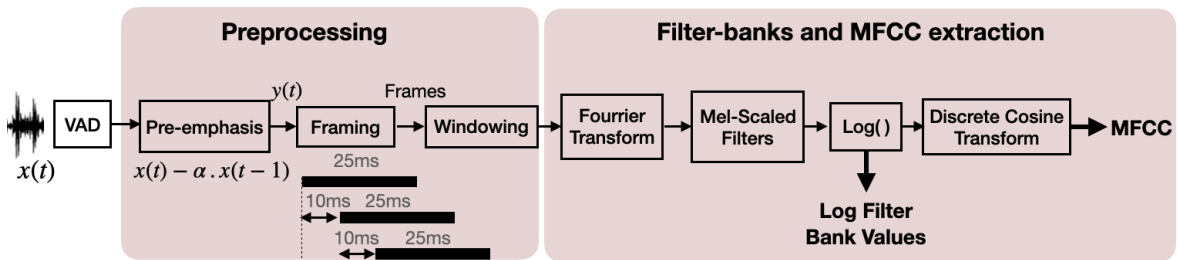 Preprocessing
Filter-banks and MFCC extraction
x(t)
VAD
Pre-emphasis
x(t) − α . x(t − 1)
y(t)
Framing
Frames
Windowing
25ms
10ms 25ms
10ms 25ms
Fourrier
Transform
Mel-Scaled
Filters
Log( )
Discrete Cosine
Transform
MFCC
Log Filter
Bank Values